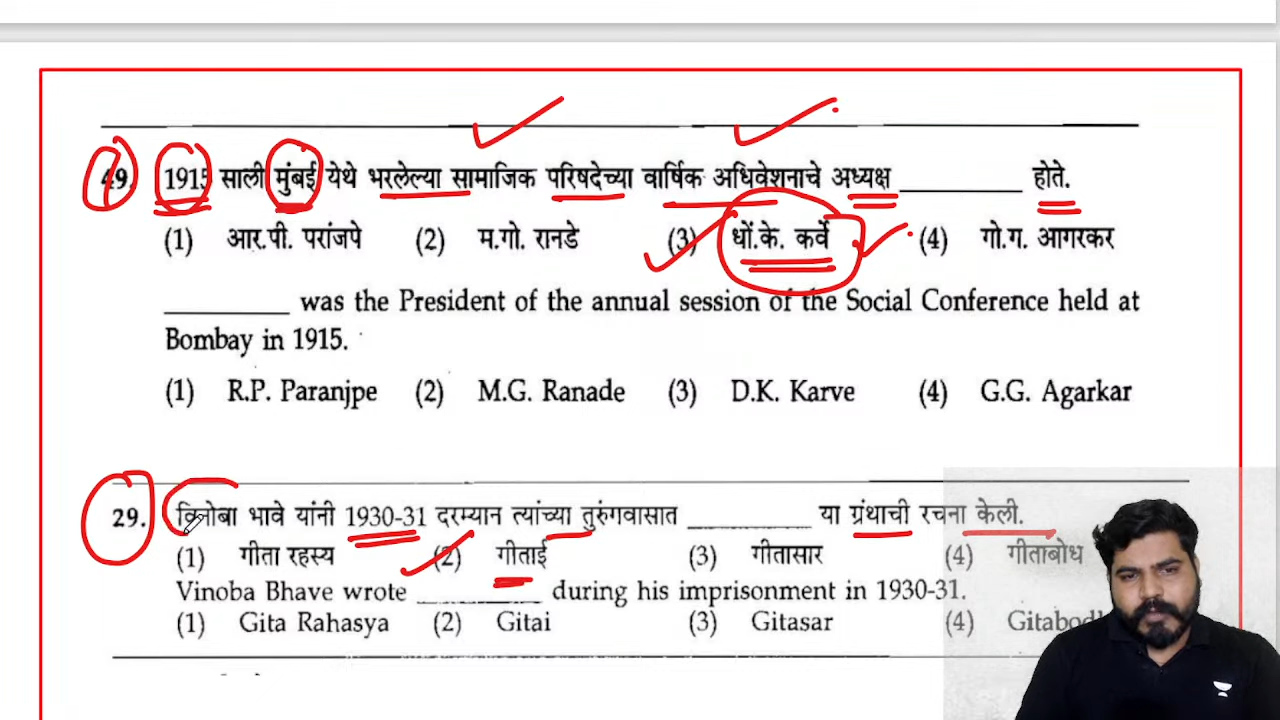 49. 1915 साली मुंबई येथे भरलेल्या सामाजिक परिषदेच्या वार्षिक अधिवेशनाचे अध्यक्ष __________ होते.
(1) आर.पी. परांजपे (2) म.गो. रानडे (3) धों.के. कर्वे (4) गो.ग. आगरकर
__________ was the President of the annual session of the Social Conference held at
Bombay in 1915.
(1) R.P. Paranjpe (2) M.G. Ranade (3) D.K. Karve (4) G.G. Agarkar
29. विनोबा भावे यांनी 1930-31 दरम्यान त्यांच्या तुरुंगवासात __________ या ग्रंथाची रचना केली.
(1) गीता रहस्य (2) गीताई (3) गीतासार (4) गीताबोध
Vinoba Bhave wrote __________ during his imprisonment in 1930-31.
(1) Gita Rahasya (2) Gitai (3) Gitasar (4)